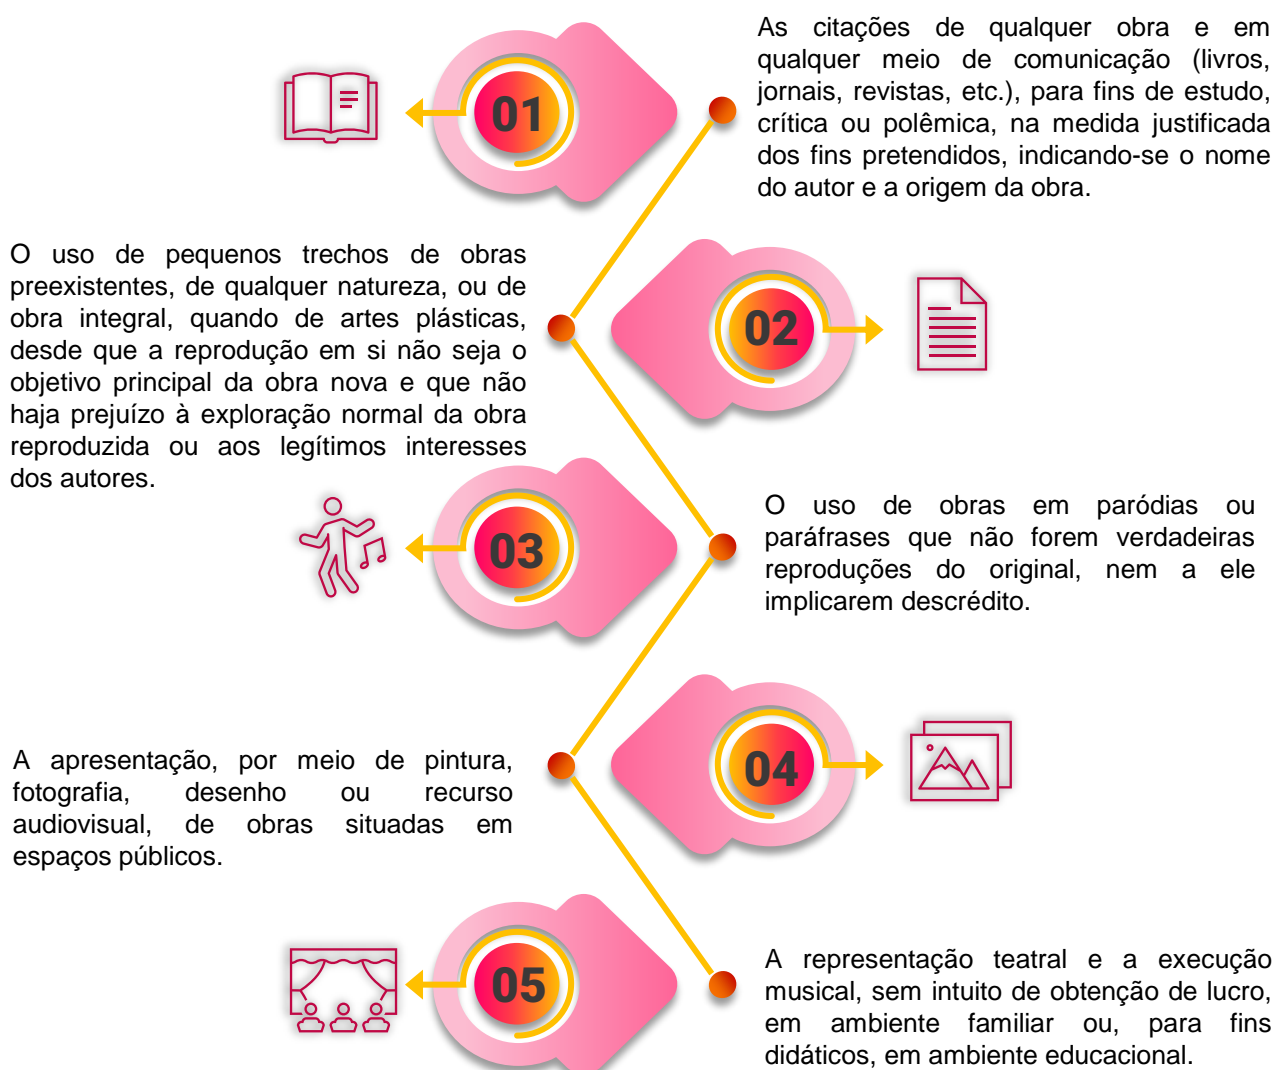 01
As citações de qualquer obra e em
qualquer meio de comunicação (livros,
jornais, revistas, etc.), para fins de estudo,
crítica ou polêmica, na medida justificada
dos fins pretendidos, indicando-se o nome
do autor e a origem da obra.
02
O uso de pequenos trechos de obras
preexistentes, de qualquer natureza, ou de
obra integral, quando de artes plásticas,
desde que a reprodução em si não seja o
objetivo principal da obra nova e que não
haja prejuízo à exploração normal da obra
reproduzida ou aos legítimos interesses
dos autores.
03
O uso de obras em paródias ou
paráfrases que não forem verdadeiras
reproduções do original, nem a ele
implicarem descrédito.
04
A apresentação, por meio de pintura,
fotografia, desenho ou recurso
audiovisual, de obras situadas em
espaços públicos.
05
A representação teatral e a execução
musical, sem intuito de obtenção de lucro,
em ambiente familiar ou, para fins
didáticos, em ambiente educacional.